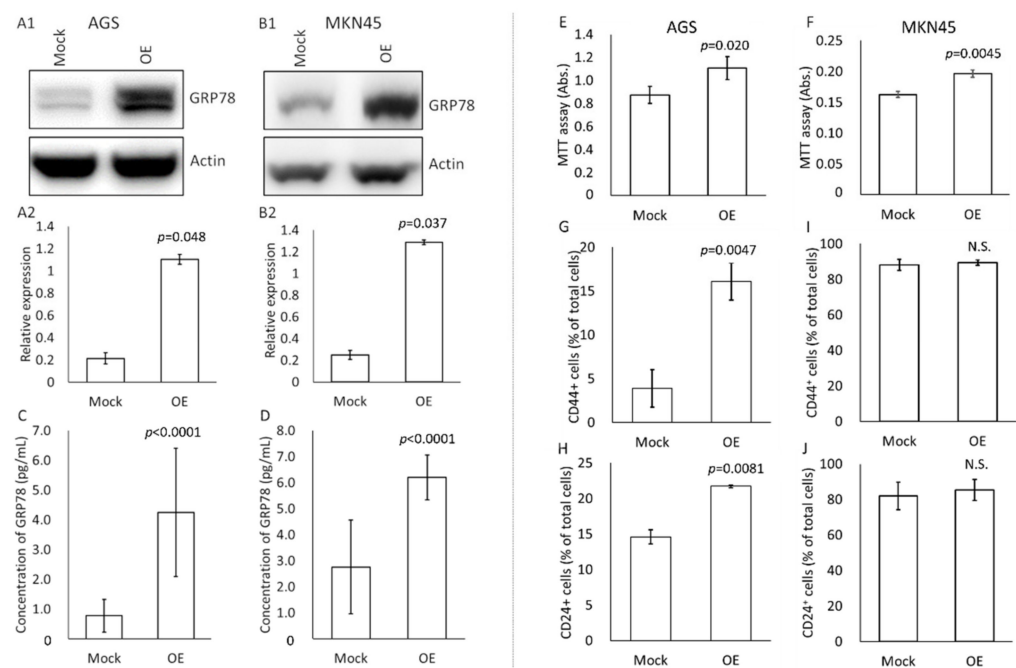 A1
AGS
Mock
OE
GRP78
Actin
B1
MKN45
Mock
OE
GRP78
Actin
A2
Relative expression
1.4
1.2
1
0.8
0.6
0.4
0.2
0
p=0.048
Mock
OE
B2
Relative expression
1.4
1.2
1
0.8
0.6
0.4
0.2
0
p=0.037
Mock
OE
C
Concentration of GRP78 (pg/mL)
7.0
6.0
5.0
4.0
3.0
2.0
1.0
0
p<0.0001
Mock
OE
D
Concentration of GRP78 (pg/mL)
8.0
7.0
6.0
5.0
4.0
3.0
2.0
1.0
0
p<0.0001
Mock
OE
E
AGS
MTT assay (Abs.)
1.4
1.2
1.0
0.8
0.6
0.4
0.2
0
p=0.020
Mock
OE
F
MKN45
MTT assay (Abs.)
0.25
0.20
0.15
0.10
0.05
0
p=0.0045
Mock
OE
G
CD44+ cells (% of total cells)
20
15
10
5
0
p=0.0047
Mock
OE
I
CD44⁺ cells (% of total cells)
100
80
60
40
20
0
N.S.
Mock
OE
H
CD24+ cells (% of total cells)
25
20
15
10
5
0
p=0.0081
Mock
OE
J
CD24⁺ cells (% of total cells)
100
80
60
40
20
0
N.S.
Mock
OE